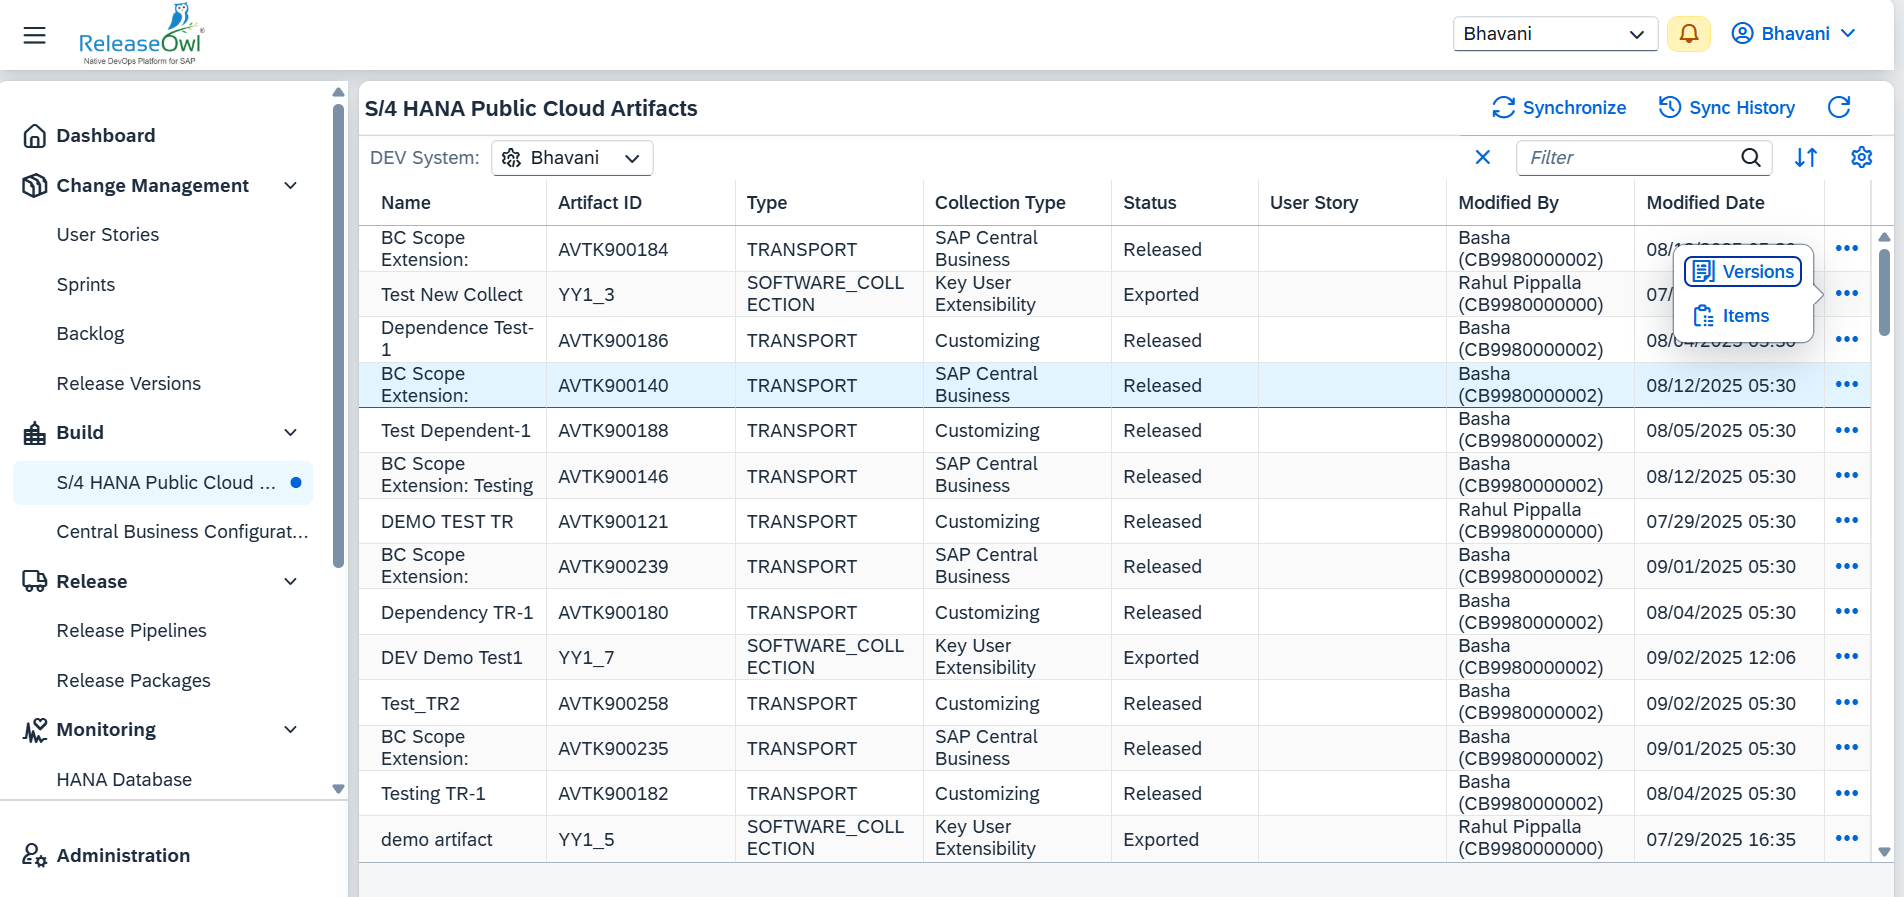 ReleaseOwl
Native DevOps Platform for SAP
Bhavani
Bhavani
Dashboard
Change Management
User Stories
Sprints
Backlog
Release Versions
Build
S/4 HANA Public Cloud ...
Central Business Configurat...
Release
Release Pipelines
Release Packages
Monitoring
HANA Database
Administration
S/4 HANA Public Cloud Artifacts
Synchronize
Sync History
DEV System:
Bhavani
Filter
Name Artifact ID Type Collection Type Status User Story Modified By Modified Date
BC Scope
Extension:
AVTK900184
TRANSPORT
SAP Central
Business
Released
Basha
(CB9980000002)
Versions
Items
Test New Collect
YY1_3
SOFTWARE_COLL
ECTION
Key User
Extensibility
Exported
Rahul Pippalla
(CB9980000000)
Dependence Test-
1
AVTK900186
TRANSPORT
Customizing
Released
Basha
(CB9980000002)
BC Scope
Extension:
AVTK900140
TRANSPORT
SAP Central
Business
Released
Basha
(CB9980000002)
08/12/2025 05:30
Test Dependent-1
AVTK900188
TRANSPORT
Customizing
Released
Basha
(CB9980000002)
08/05/2025 05:30
BC Scope
Extension: Testing
AVTK900146
TRANSPORT
SAP Central
Business
Released
Basha
(CB9980000002)
08/12/2025 05:30
DEMO TEST TR
AVTK900121
TRANSPORT
Customizing
Released
Rahul Pippalla
(CB9980000000)
07/29/2025 05:30
BC Scope
Extension:
AVTK900239
TRANSPORT
SAP Central
Business
Released
Basha
(CB9980000002)
09/01/2025 05:30
Dependency TR-1
AVTK900180
TRANSPORT
Customizing
Released
Basha
(CB9980000002)
08/04/2025 05:30
DEV Demo Test1
YY1_7
SOFTWARE_COLL
ECTION
Key User
Extensibility
Exported
Basha
(CB9980000002)
09/02/2025 12:06
Test_TR2
AVTK900258
TRANSPORT
Customizing
Released
Basha
(CB9980000002)
09/02/2025 05:30
BC Scope
Extension:
AVTK900235
TRANSPORT
SAP Central
Business
Released
Basha
(CB9980000002)
09/01/2025 05:30
Testing TR-1
AVTK900182
TRANSPORT
Customizing
Released
Basha
(CB9980000002)
08/04/2025 05:30
demo artifact
YY1_5
SOFTWARE_COLL
ECTION
Key User
Extensibility
Exported
Rahul Pippalla
(CB9980000000)
07/29/2025 16:35